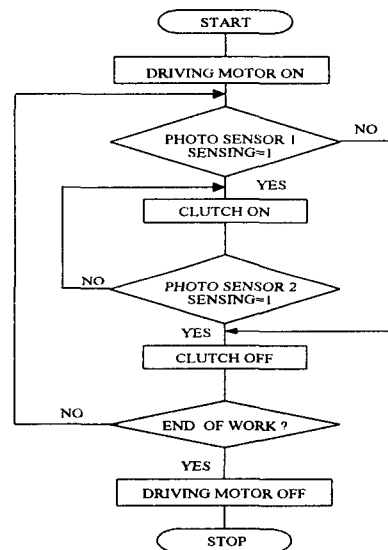 START
DRIVING MOTOR ON
NO
PHOTO SENSOR 1
SENSING=1
YES
CLUTCH ON
NO
PHOTO SENSOR 2
SENSING=1
YES
CLUTCH OFF
NO
END OF WORK ?
YES
DRIVING MOTOR OFF
STOP